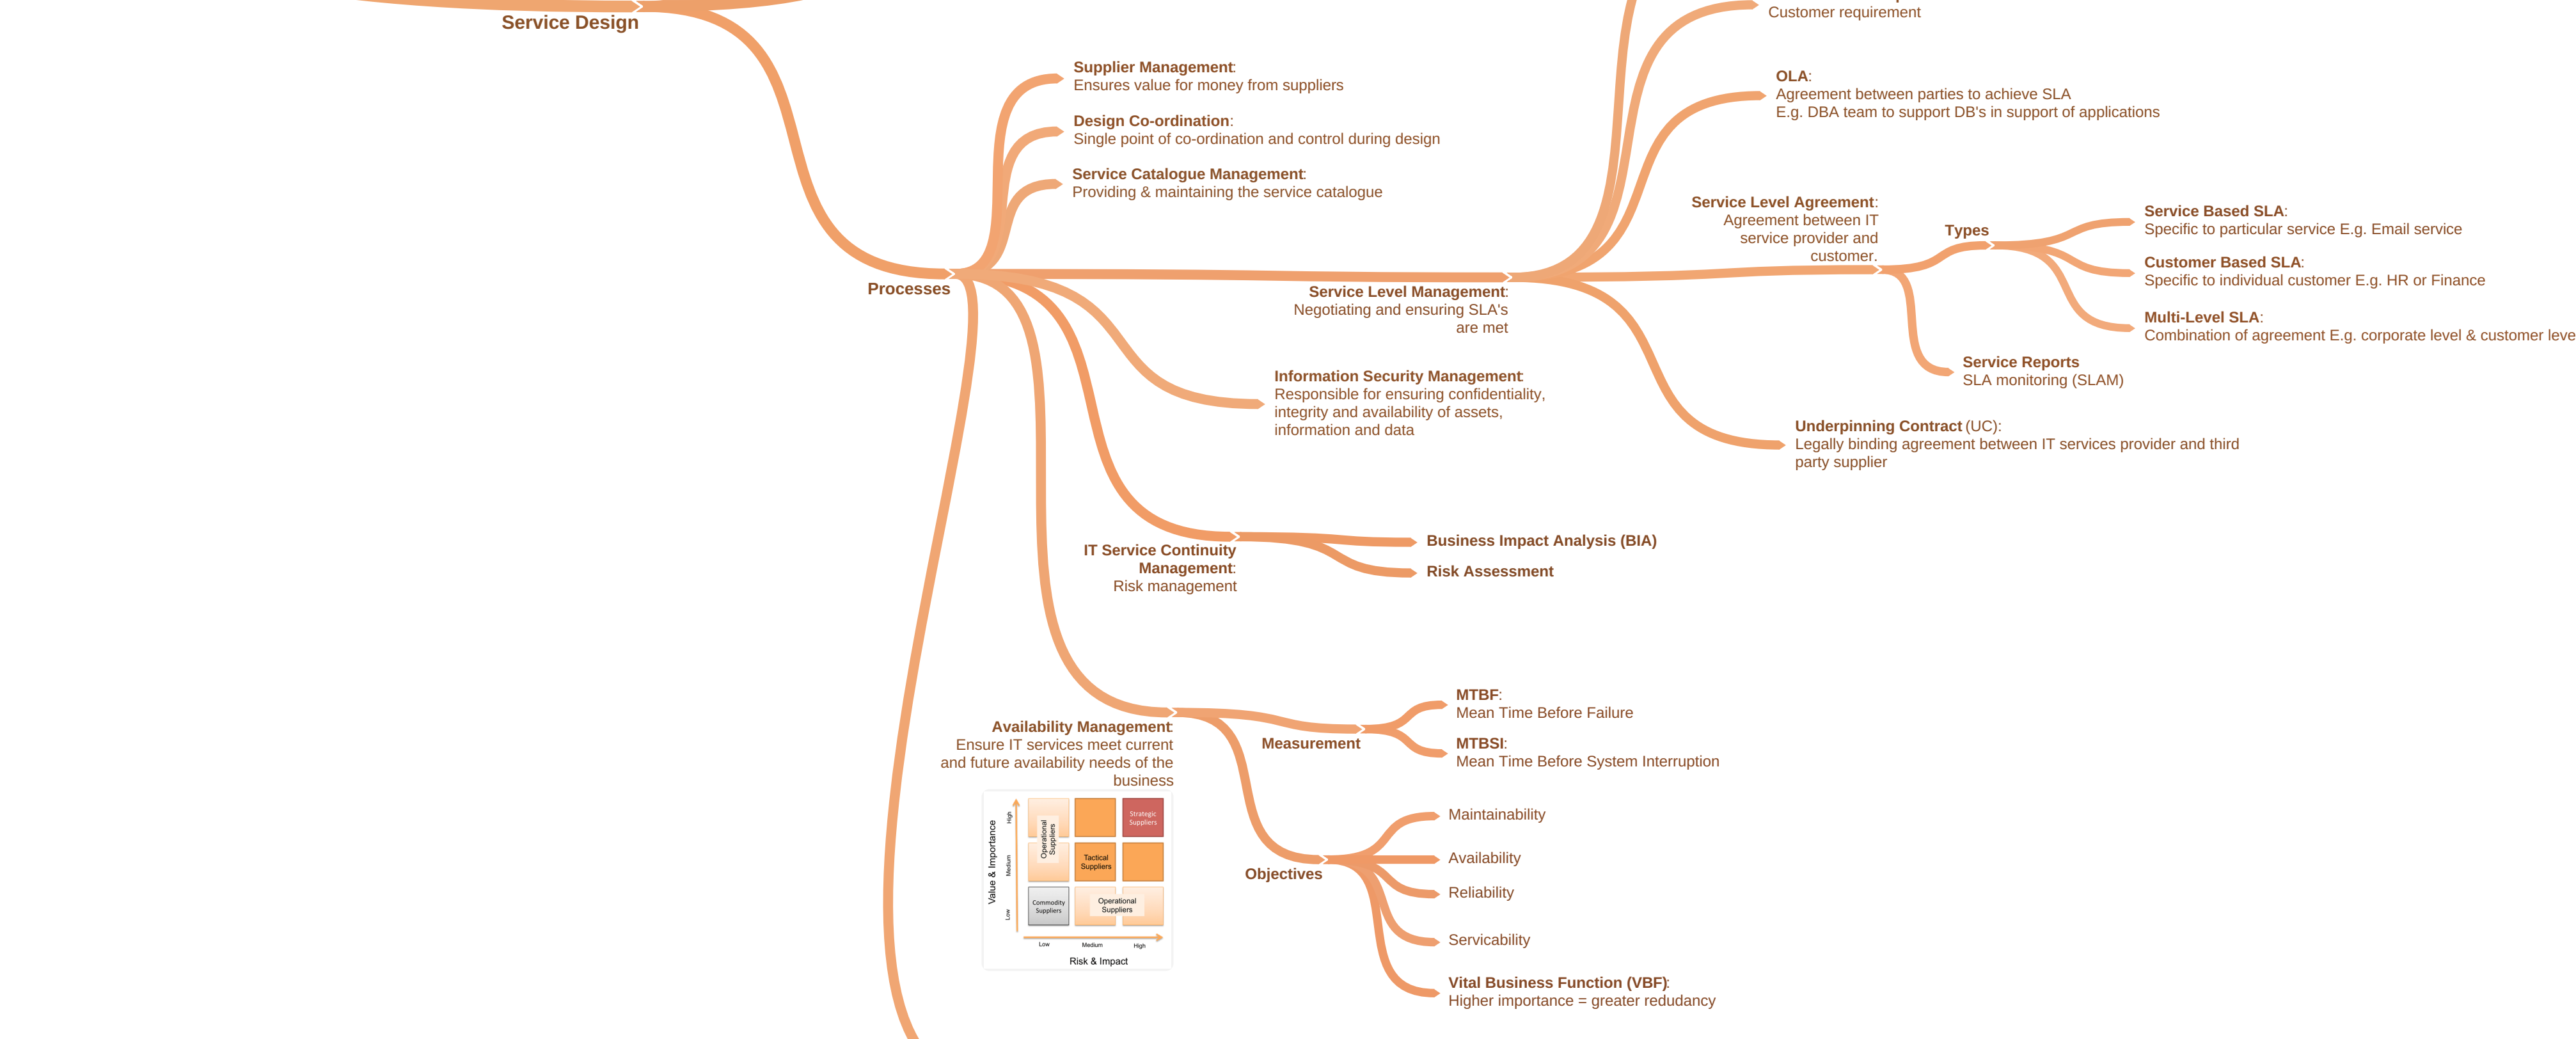 Service Design
Customer requirement
Supplier Management:
Ensures value for money from suppliers
Design Co-ordination:
Single point of co-ordination and control during design
Service Catalogue Management:
Providing & maintaining the service catalogue
Processes
Service Level Management:
Negotiating and ensuring SLA's
are met
OLA:
Agreement between parties to achieve SLA
E.g. DBA team to support DB's in support of applications
Service Level Agreement:
Agreement between IT
service provider and
customer.
Types
Service Based SLA:
Specific to particular service E.g. Email service
Customer Based SLA:
Specific to individual customer E.g. HR or Finance
Multi-Level SLA:
Combination of agreement E.g. corporate level & customer leve
Service Reports
SLA monitoring (SLAM)
Underpinning Contract (UC):
Legally binding agreement between IT services provider and third
party supplier
Information Security Management:
Responsible for ensuring confidentiality,
integrity and availability of assets,
information and data
IT Service Continuity
Management:
Risk management
Business Impact Analysis (BIA)
Risk Assessment
Availability Management:
Ensure IT services meet current
and future availability needs of the
business
Measurement
MTBF:
Mean Time Before Failure
MTBSI:
Mean Time Before System Interruption
Objectives
Maintainability
Availability
Reliability
Servicability
Vital Business Function (VBF):
Higher importance = greater redudancy
Value & Importance
High
Medium
Low
Operational
Suppliers
Strategic
Suppliers
Tactical
Suppliers
Commodity
Suppliers
Operational
Suppliers
Low
Medium
High
Risk & Impact